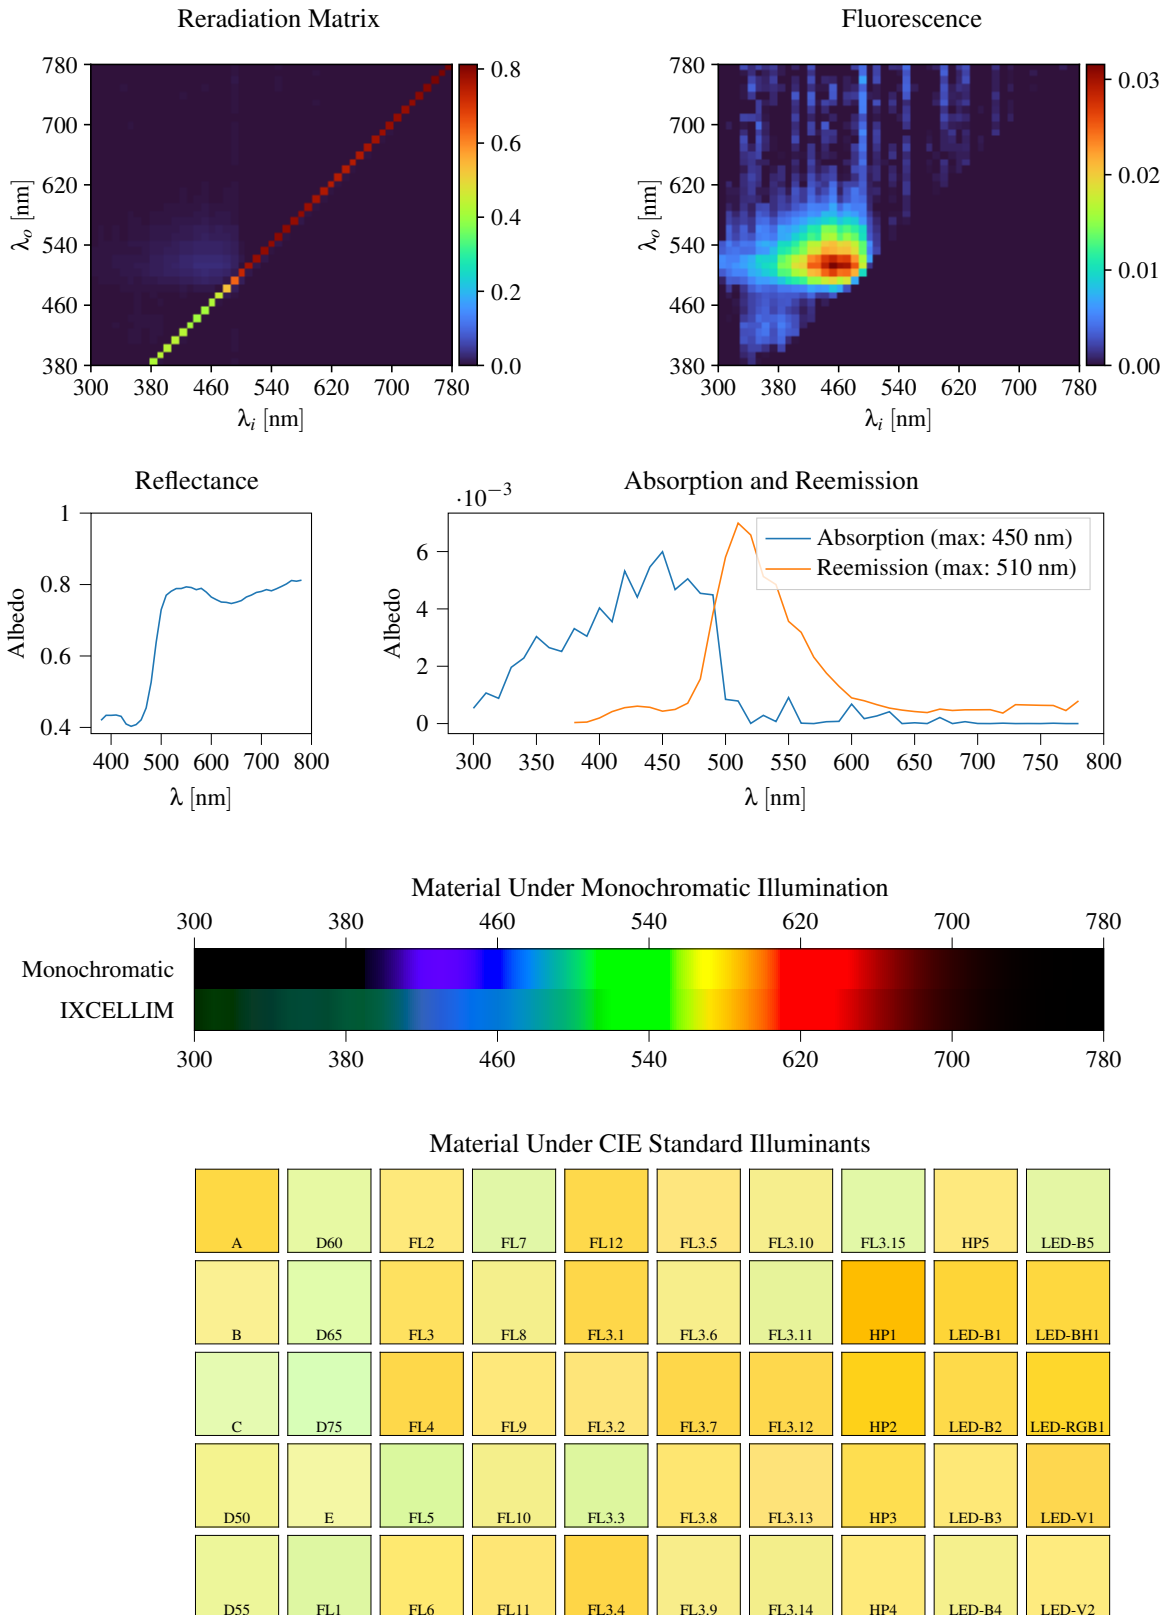 Reradiation Matrix
Fluorescence
780
700
620
540
460
380
λo [nm]
300 380 460 540 620 700 780
λi [nm]
0.8
0.6
0.4
0.2
0.0
780
700
620
540
460
380
λo [nm]
300 380 460 540 620 700 780
λi [nm]
0.03
0.02
0.01
0.00
Reflectance
1
0.8
0.6
0.4
Albedo
400 500 600 700 800
λ [nm]
Absorption and Reemission
·10−3
6
4
2
0
Albedo
Absorption (max: 450 nm)
Reemission (max: 510 nm)
300 350 400 450 500 550 600 650 700 750 800
λ [nm]
Material Under Monochromatic Illumination
300 380 460 540 620 700 780
Monochromatic
IXCELLIM
300 380 460 540 620 700 780
Material Under CIE Standard Illuminants
A D60 FL2 FL7 FL12 FL3.5 FL3.10 FL3.15 HP5 LED-B5
B D65 FL3 FL8 FL3.1 FL3.6 FL3.11 HP1 LED-B1 LED-BH1
C D75 FL4 FL9 FL3.2 FL3.7 FL3.12 HP2 LED-B2 LED-RGB1
D50 E FL5 FL10 FL3.3 FL3.8 FL3.13 HP3 LED-B3 LED-V1
D55 FL1 FL6 FL11 FL3.4 FL3.9 FL3.14 HP4 LED-B4 LED-V2